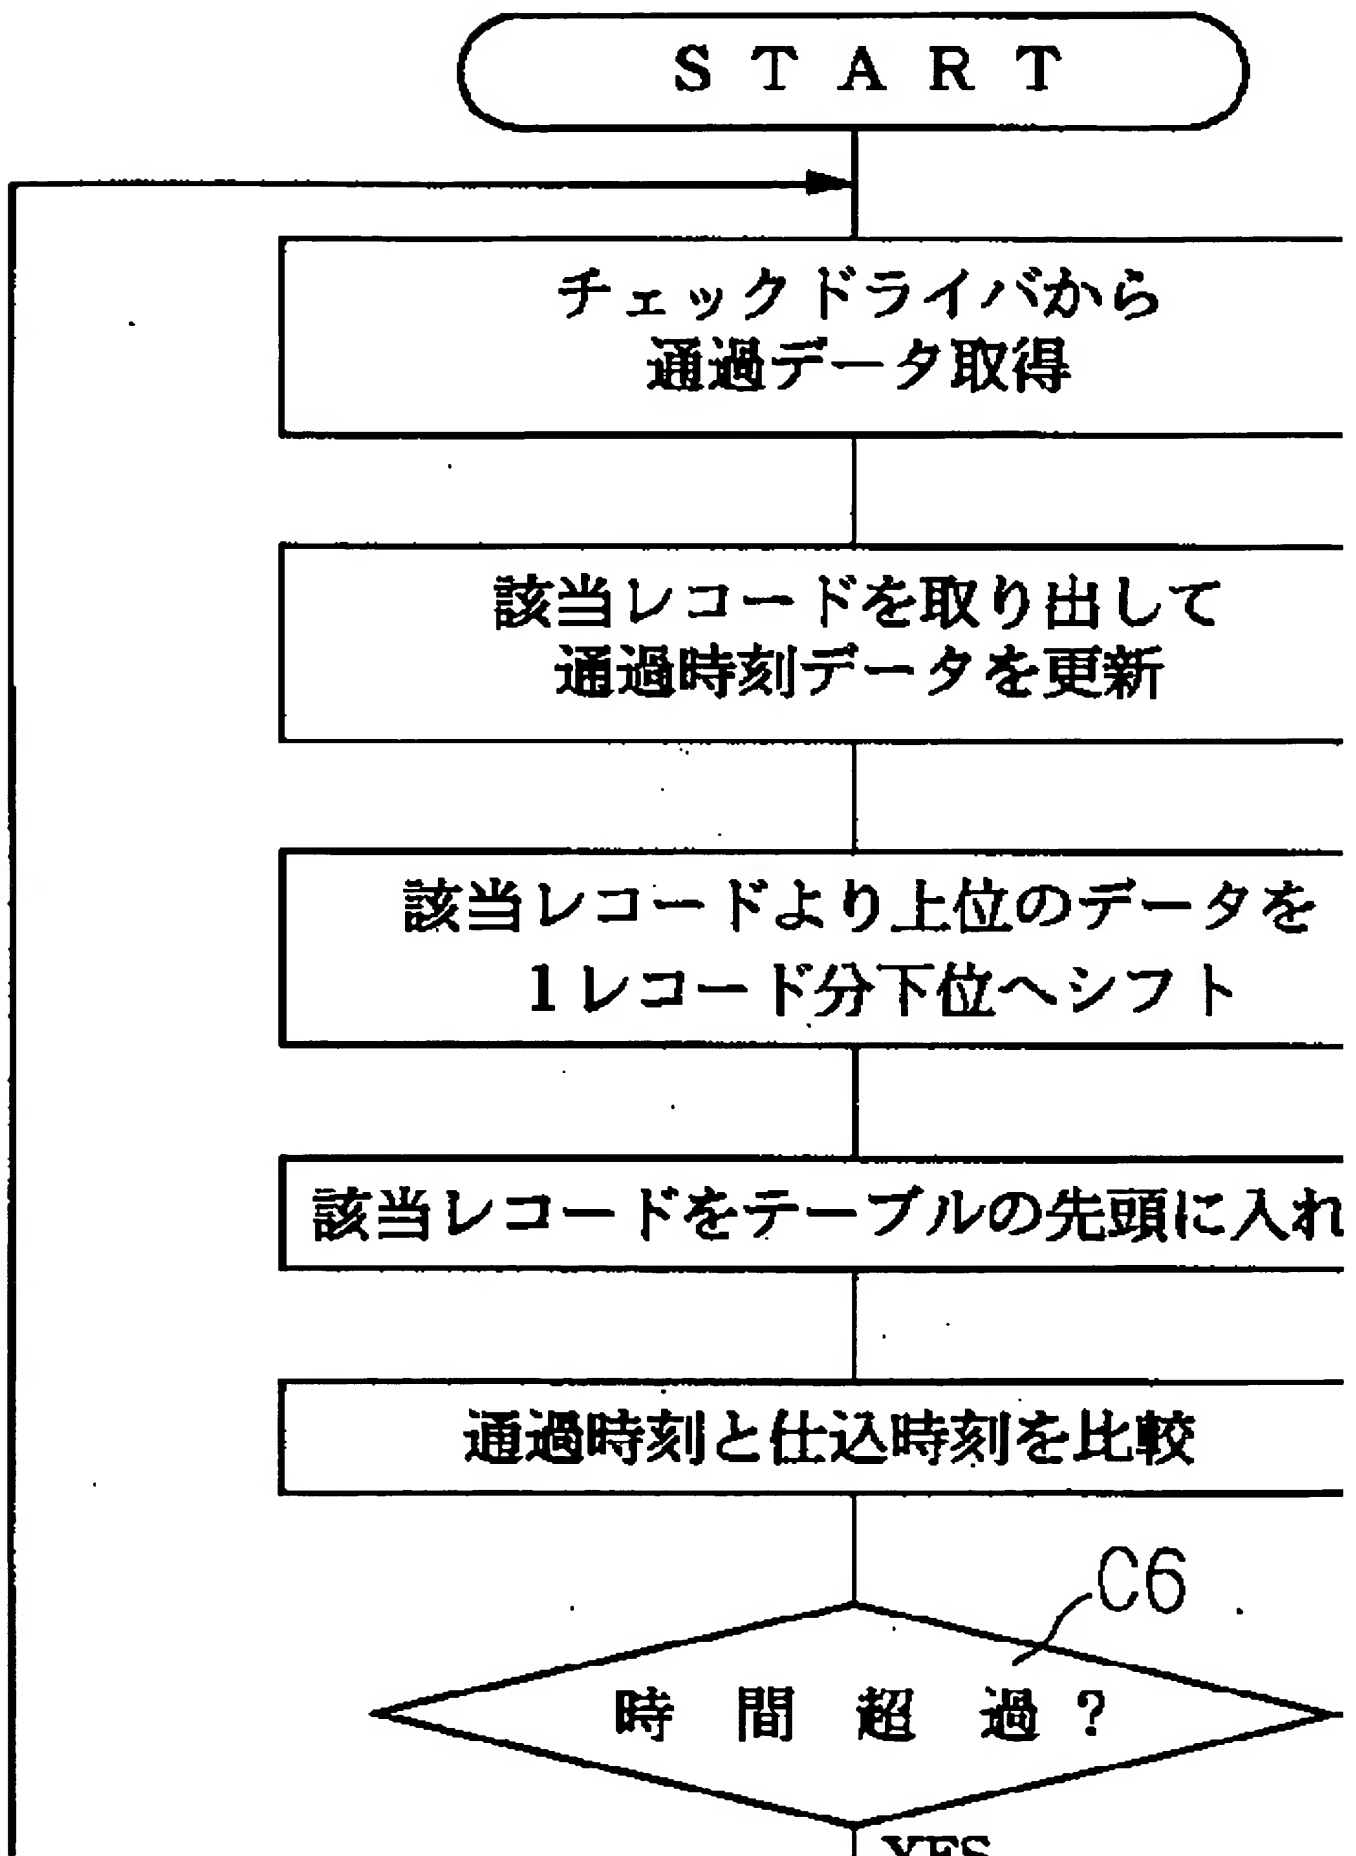 START
チェックドライバから
通過データ取得
該当レコードを取り出して
通過時刻データを更新
該当レコードより上位のデータを
1レコード分下位へシフト
該当レコードをテーブルの先頭に入れ
通過時刻と仕込時刻を比較
C6
時間超過?
YES